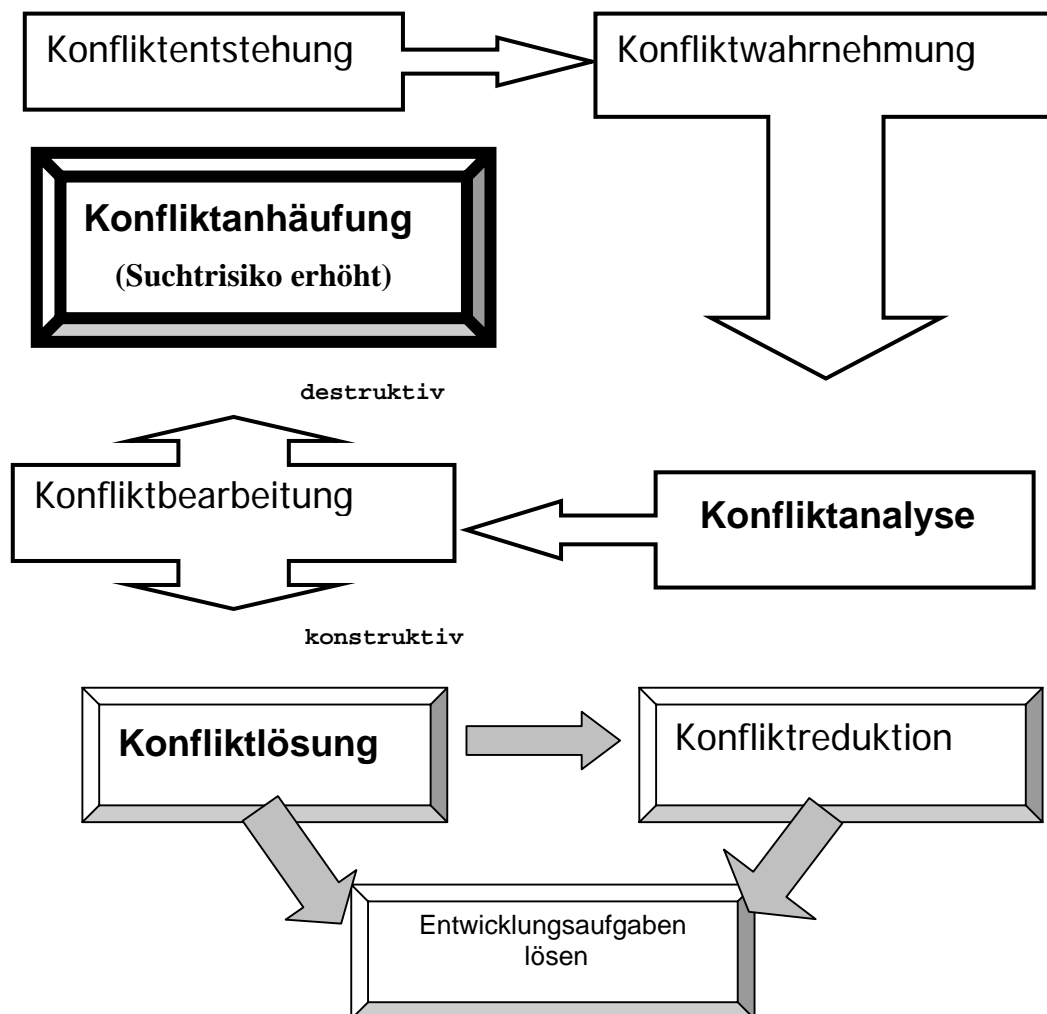 Konfliktentstehung
Konfliktwahrnehmung
Konfliktanhäufung
(Suchtrisiko erhöht)
destruktiv
Konfliktbearbeitung
Konfliktanalyse
konstruktiv
Konfliktlösung
Konfliktreduktion
Entwicklungsaufgaben
lösen